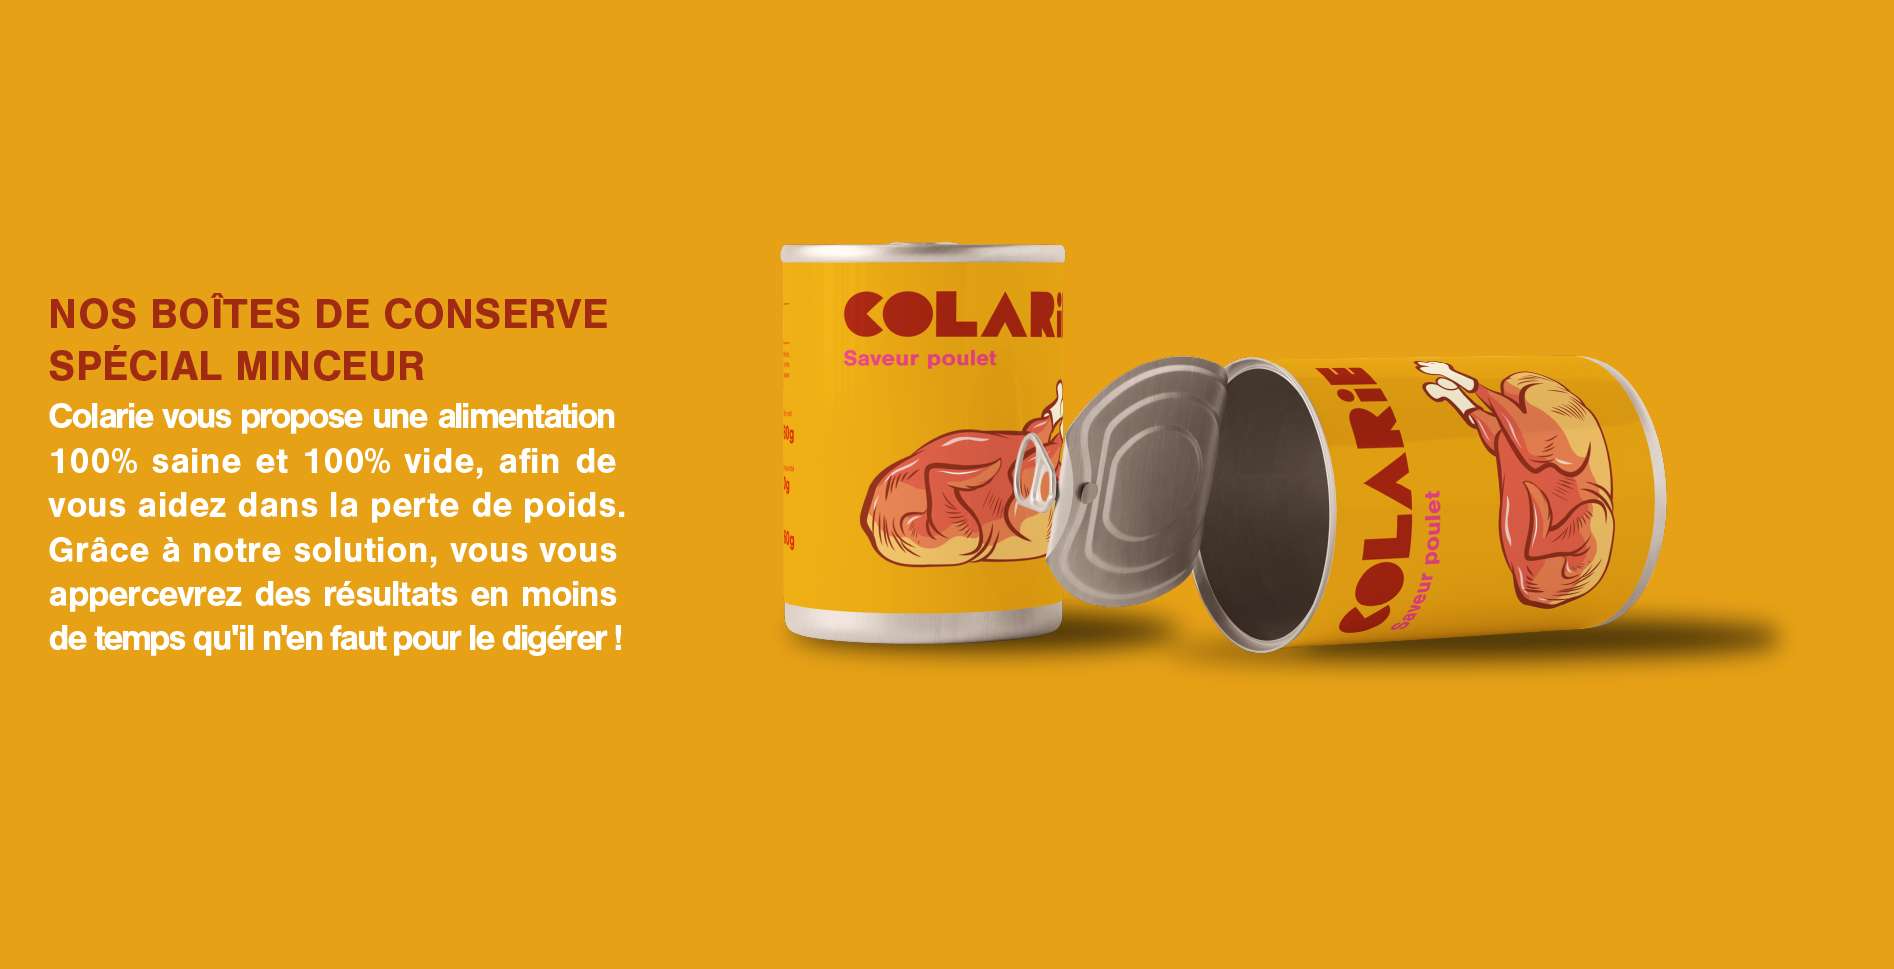 NOS BOÎTES DE CONSERVE
SPÉCIAL MINCEUR
Colarie vous propose une alimentation
100% saine et 100% vide, afin de
vous aidez dans la perte de poids.
Grâce à notre solution, vous vous
appercevrez des résultats en moins
de temps qu'il n'en faut pour le digérer !
COLARi
Saveur poulet
COLARiE
Saveur poulet